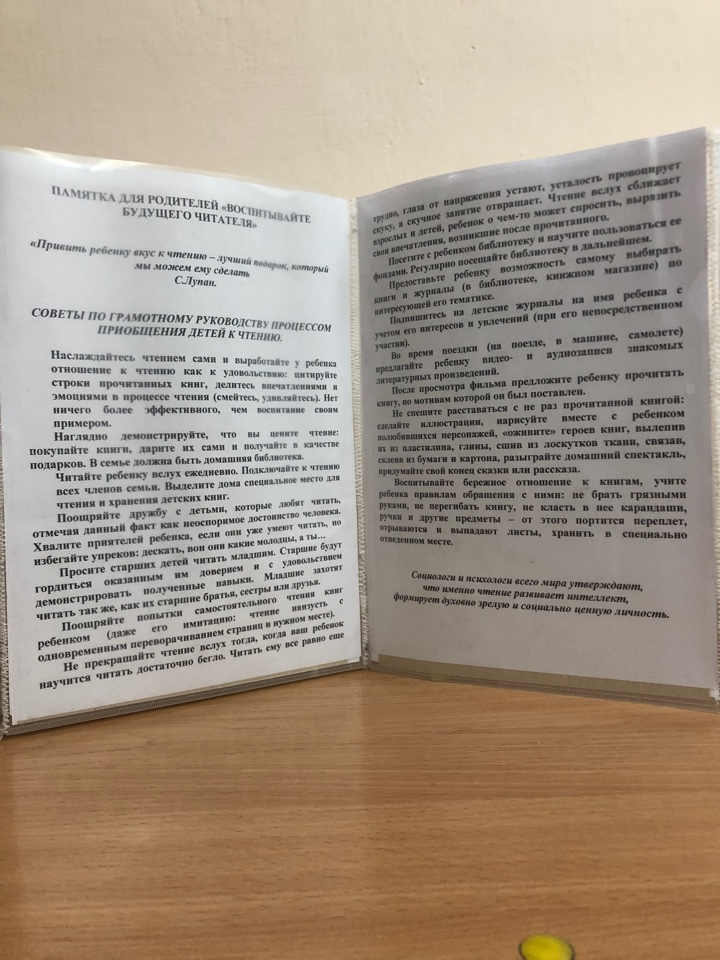 ПАМЯТКА ДЛЯ РОДИТЕЛЕЙ «ВОСПИТЫВАЙТЕ
БУДУЩЕГО ЧИТАТЕЛЯ»
«Привить ребенку вкус к чтению – лучший подарок, который
мы можем ему сделать
С.Лупан.
СОВЕТЫ ПО ГРАМОТНОМУ РУКОВОДСТВУ ПРОЦЕССОМ
ПРИОБЩЕНИЯ ДЕТЕЙ К ЧТЕНИЮ.
Наслаждайтесь чтением сами и выработайте у ребенка
отношение к чтению как к удовольствию: цитируйте
строки прочитанных книг, делитесь впечатлениями и
эмоциями в процессе чтения (смейтесь, удивляйтесь). Нет
ничего более эффективного, чем воспитание своим
примером.
Наглядно демонстрируйте, что вы цените чтение:
покупайте книги, дарите их сами и получайте в качестве
подарков. В семье должна быть домашняя библиотека.
Читайте ребенку вслух ежедневно. Подключайте к чтению
всех членов семьи. Выделите дома специальное место для
чтения и хранения детских книг.
Поощряйте дружбу с детьми, которые любят читать,
отмечая данный факт как неоспоримое достоинство человека.
Хвалите приятелей ребенка, если они уже умеют читать, но
избегайте упреков: дескать, вон они какие молодцы, а ты...
Просите старших детей читать младшим. Старшие будут
гордиться оказанным им доверием и с удовольствием
демонстрировать полученные навыки. Младшие захотят
читать так же, как их старшие братья, сестры или друзья.
Поощряйте попытки самостоятельного чтения книг
ребенком (даже его имитацию: чтение наизусть с
одновременным переворачиванием страниц в нужном месте).
Не прекращайте чтение вслух тогда, когда ваш ребенок
научится читать достаточно бегло. Читать ему все равно еще
трудно, глаза от напряжения устают, усталость провоцирует
скуку, а скучное занятие отвращает. Чтение вслух сближает
взрослых и детей, ребенок о чем-то может спросить, выразить
свои впечатления, возникшие после прочитанного.
Посетите с ребенком библиотеку и научите пользоваться ее
фондами. Регулярно посещайте библиотеку в дальнейшем.
Предоставьте ребенку возможность самому выбирать
книги и журналы (в библиотеке, книжном магазине) по
интересующей его тематике.
Подпишитесь на детские журналы на имя ребенка с
учетом его интересов и увлечений (при его непосредственном
участии).
Во время поездки (на поезде, в машине, самолете)
предлагайте ребенку видео- и аудиозаписи знакомых
литературных произведений.
После просмотра фильма предложите ребенку прочитать
книгу, по мотивам которой он был поставлен.
Не спешите расставаться с не раз прочитанной книгой:
сделайте иллюстрации, нарисуйте вместе с ребенком
полюбившихся персонажей, «оживите» героев книг, вылепив
их из пластилина, глины, сшив из лоскутков ткани, связав,
склеив из бумаги и картона, разыграйте домашний спектакль,
придумайте свой конец сказки или рассказа.
Воспитывайте бережное отношение к книгам, учите
ребенка правилам обращения с ними: не брать грязными
руками, не перегибать книгу, не класть в нее карандаши,
ручки и другие предметы – от этого портится переплет,
отрываются и выпадают листы, хранить в специально
отведенном месте.
Социологи и психологи всего мира утверждают,
что именно чтение развивает интеллект,
формирует духовно зрелую и социально ценную личность.